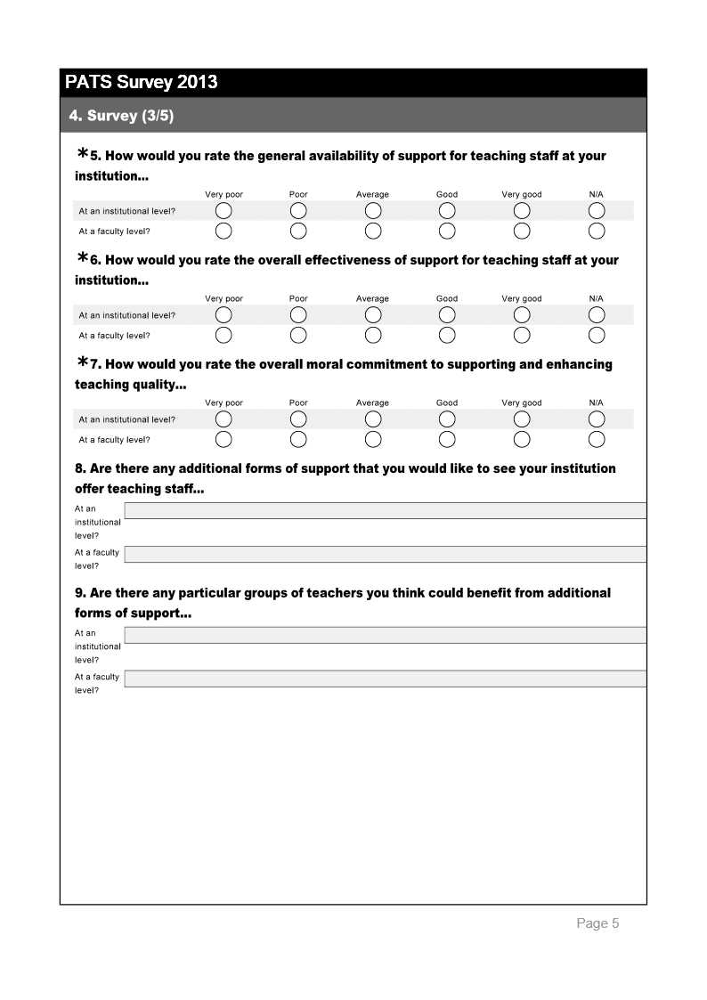 PATS Survey 2013
4. Survey (3/5)
*5. How would you rate the general availability of support for teaching staff at your
institution...
Very poor Poor Average Good Very good N/A
At an institutional level?
At a faculty level?
*6. How would you rate the overall effectiveness of support for teaching staff at your
institution...
Very poor Poor Average Good Very good N/A
At an institutional level?
At a faculty level?
*7. How would you rate the overall moral commitment to supporting and enhancing
teaching quality...
Very poor Poor Average Good Very good N/A
At an institutional level?
At a faculty level?
8. Are there any additional forms of support that you would like to see your institution
offer teaching staff...
At an
institutional
level?
At a faculty
level?
9. Are there any particular groups of teachers you think could benefit from additional
forms of support...
At an
institutional
level?
At a faculty
level?
Page 5